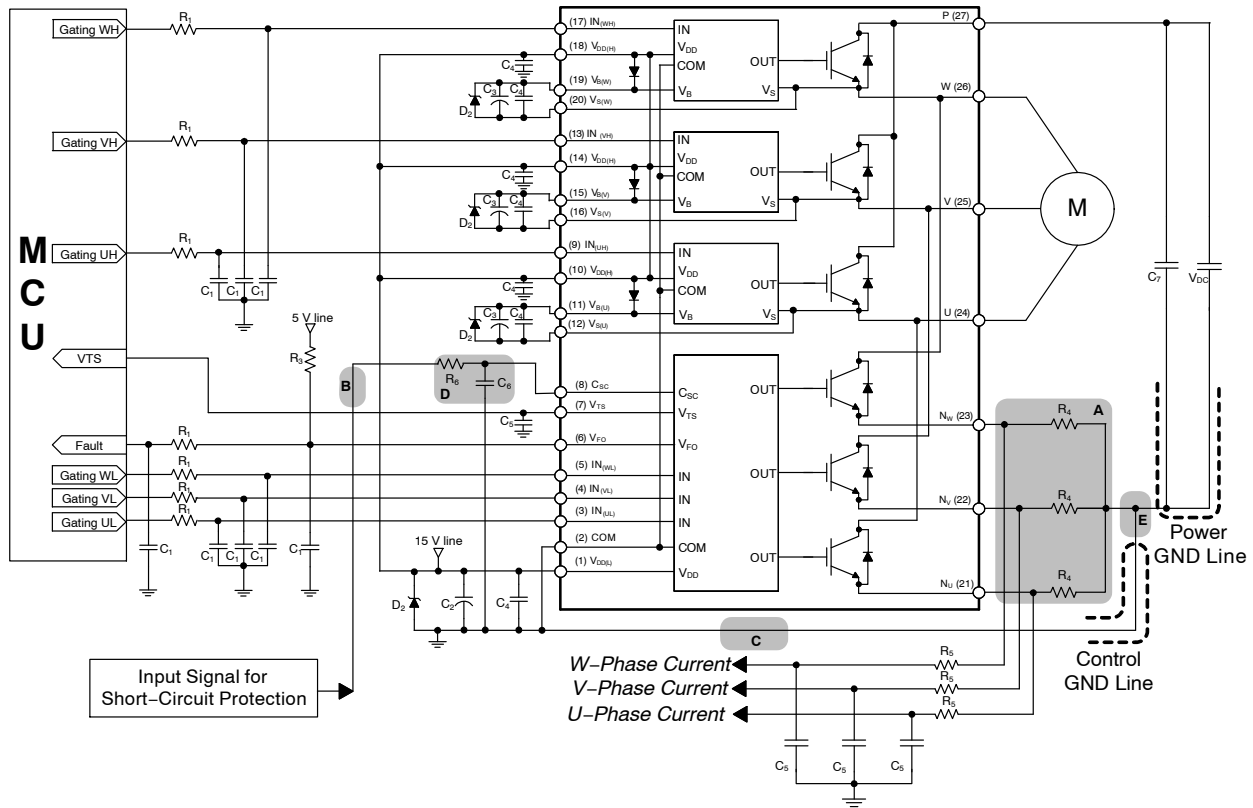 MCU
Gating WH
R1
(17) IN(WH)
IN
P (27)
(18) VDD(H)
VDD
COM
OUT
C4
(19) VB(W)
VB
VS
W (26)
C3
C4
D2
(20) VS(W)
Gating VH
R1
(13) IN (VH)
IN
(14) VDD(H)
VDD
COM
OUT
C4
(15) VB(V)
VB
VS
V (25)
M
C3
C4
D2
(16) VS(V)
Gating UH
R1
(9) IN(UH)
IN
(10) VDD(H)
VDD
COM
OUT
C7
VDC
C1
C1
C1
C4
(11) VB(U)
VB
VS
U (24)
C3
C4
D2
(12) VS(U)
5 V line
R3
VTS
B
R6
D
C6
(8) CSC
CSC
OUT
(7) VTS
VTS
C5
NW (23)
R4
A
Fault
R1
(6) VFO
VFO
Gating WL
R1
(5) IN(WL)
IN
OUT
Gating VL
R1
(4) IN(VL)
IN
NV (22)
R4
E
Gating UL
R1
(3) IN(UL)
IN
Power
GND Line
C1
C1
C1
C1
C1
15 V line
(2) COM
COM
OUT
(1) VDD(L)
VDD
NU (21)
R4
D2
C2
C4
C
Control
GND Line
Input Signal for
Short−Circuit Protection
W−Phase Current
R5
V−Phase Current
R5
U−Phase Current
R5
C5
C5
C5